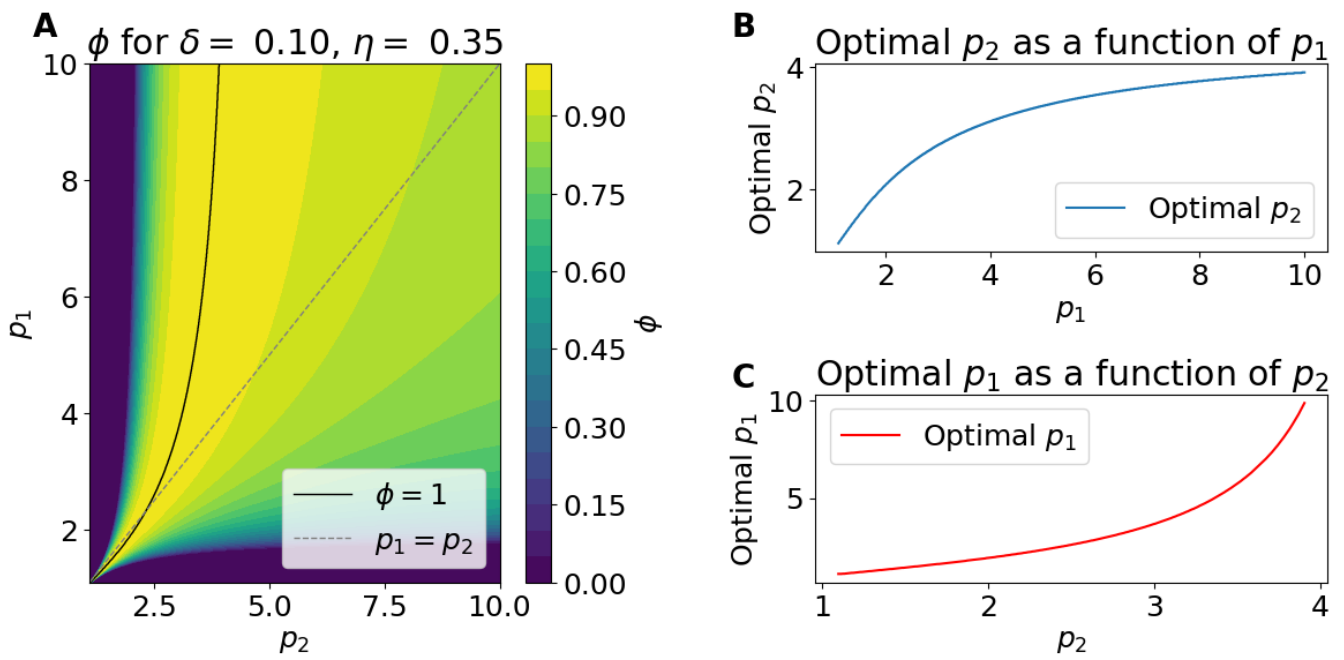 A
ϕ for δ = 0.10, η = 0.35
10
8
6
4
2
p₁
2.5 5.0 7.5 10.0
p₂
ϕ = 1
p₁ = p₂
0.90
0.75
0.60
0.45
0.30
0.15
0.00
ϕ
B
Optimal p₂ as a function of p₁
4
2
Optimal p₂
Optimal p₂
2 4 6 8 10
p₁
C
Optimal p₁ as a function of p₂
10
5
Optimal p₁
Optimal p₁
1 2 3 4
p₂